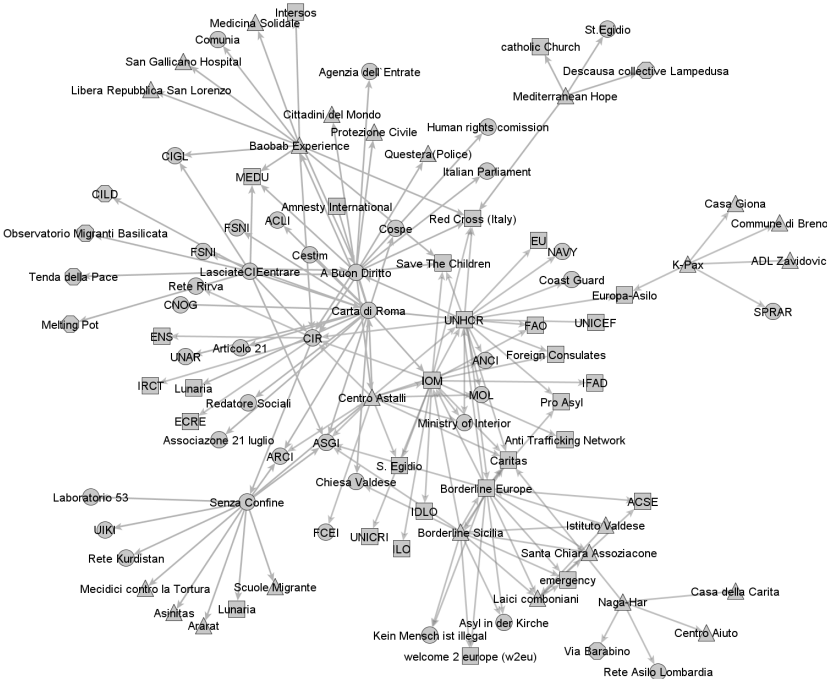 Intersos
Medicina Solidale
St.Egidio
Comunia
catholic Church
San Gallicano Hospital
Agenzia dell`Entrate
Descausa collective Lampedusa
Libera Repubblica San Lorenzo
Mediterranean Hope
Cittadini del Mondo
Protezione Civile
Human rights comission
Baobab Experience
CIGL
Questera(Police)
MEDU
Italian Parliament
CILD
Amnesty International
Casa Giona
FSNI
ACLI
Cospe
Red Cross (Italy)
Commune di Breno
Observatorio Migranti Basilicata
EU
FSNI
Cestim
NAVY
K-Pax
ADL Zavidovic
Save The Children
Tenda della Pace
LasciateCIEentrare
A Buon Diritto
Coast Guard
Rete Rirva
Europa-Asilo
CNOG
Carta di Roma
SPRAR
Melting Pot
UNHCR
FAO
UNICEF
ENS
CIR
Articolo 21
UNAR
ANCI
Foreign Consulates
IOM
IRCT
Lunaria
IFAD
Centro Astalli
MOL
Redatore Sociali
Pro Asyl
ECRE
Ministry of Interior
Associazone 21 luglio
ASGI
Anti Trafficking Network
ARCI
S. Egidio
Caritas
Chiesa Valdese
Borderline Europe
Laboratorio 53
Senza Confine
ACSE
IDLO
UIKI
FCEI
UNICRI
Borderline Sicilia
Istituto Valdese
ILO
Rete Kurdistan
Santa Chiara Assoziacone
emergency
Mecidici contro la Tortura
Scuole Migrante
Casa della Carita
Laici comboniani
Naga-Har
Asinitas
Lunaria
Ararat
Asyl in der Kirche
Kein Mensch ist illegal
Centro Aiuto
Via Barabino
welcome 2 europe (w2eu)
Rete Asilo Lombardia